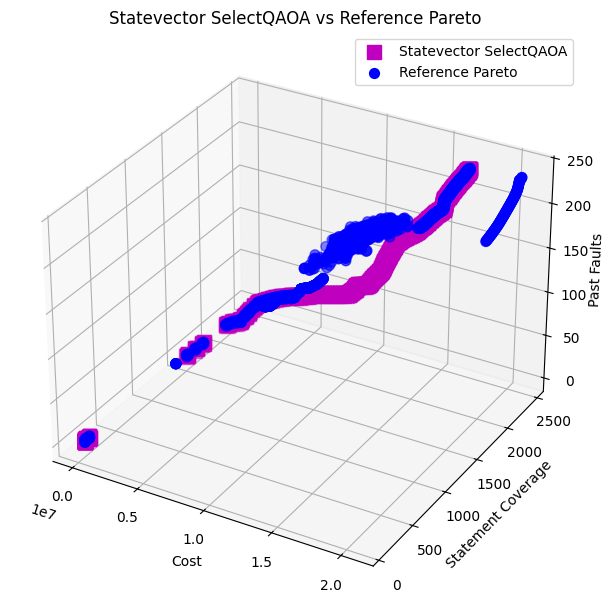 Statevector SelectQAOA vs Reference Pareto
Statevector SelectQAOA
Reference Pareto
250
200
150
100
50
0
Past Faults
2500
2000
1500
1000
500
0
Statement Coverage
0.0
0.5
1.0
1.5
2.0
1e7
Cost